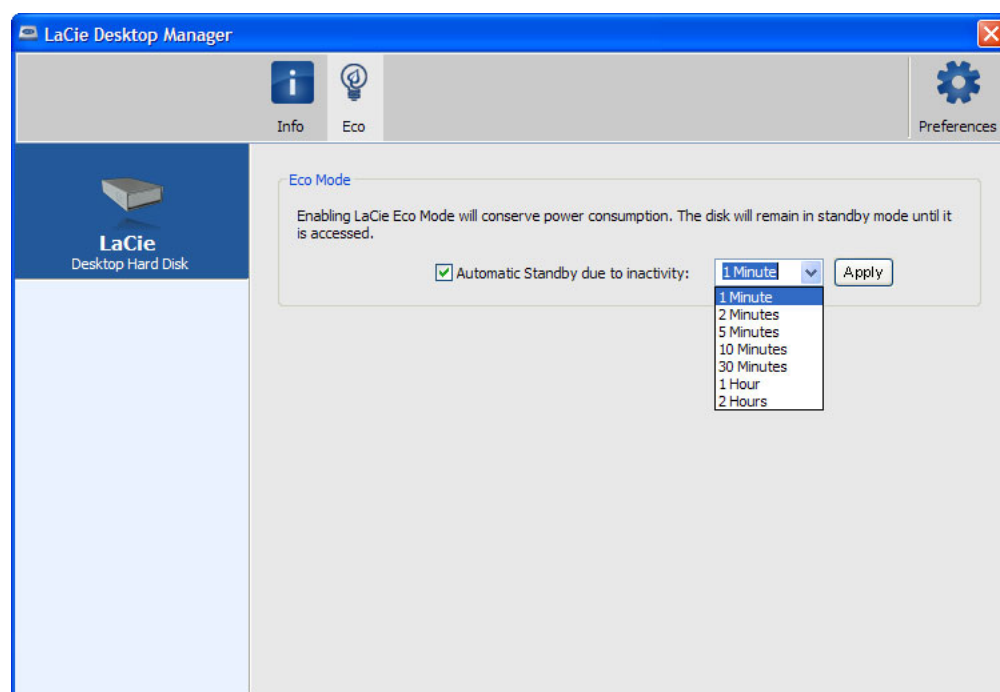 LaCie Desktop Manager
Info
Eco
Preferences
LaCie
Desktop Hard Disk
Eco Mode
Enabling LaCie Eco Mode will conserve power consumption. The disk will remain in standby mode until it
is accessed.
Automatic Standby due to inactivity:
1 Minute
Apply
1 Minute
2 Minutes
5 Minutes
10 Minutes
30 Minutes
1 Hour
2 Hours